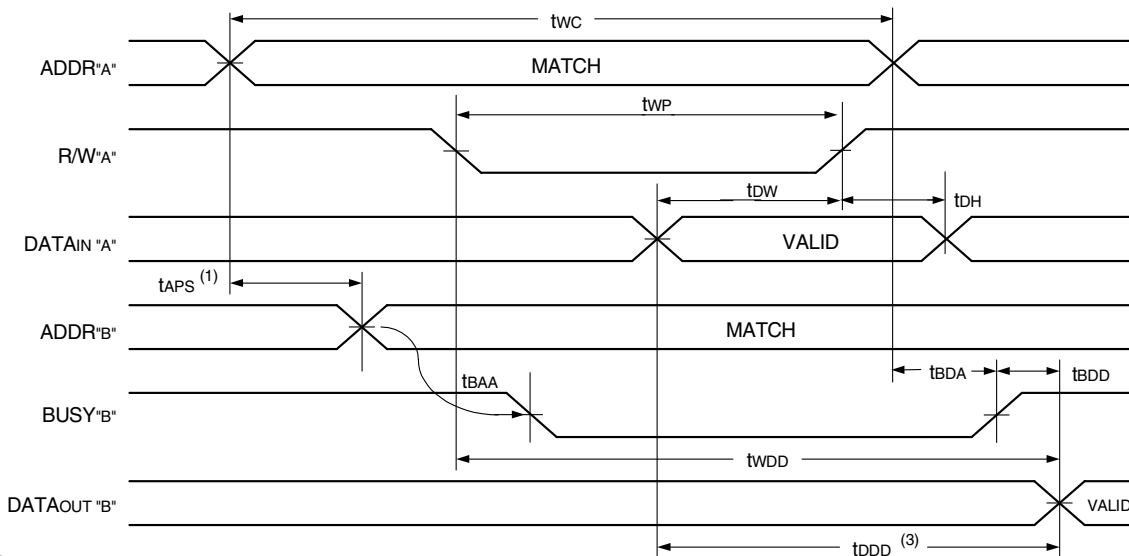 tWC
ADDR"A"
MATCH
tWP
R/W"A"
tDW
tDH
DATAIN "A"
VALID
tAPS (1)
ADDR"B"
MATCH
tBAA
tBDA
tBDD
BUSY"B"
tWDD
DATAOUT "B"
VALID
tDDD (3)